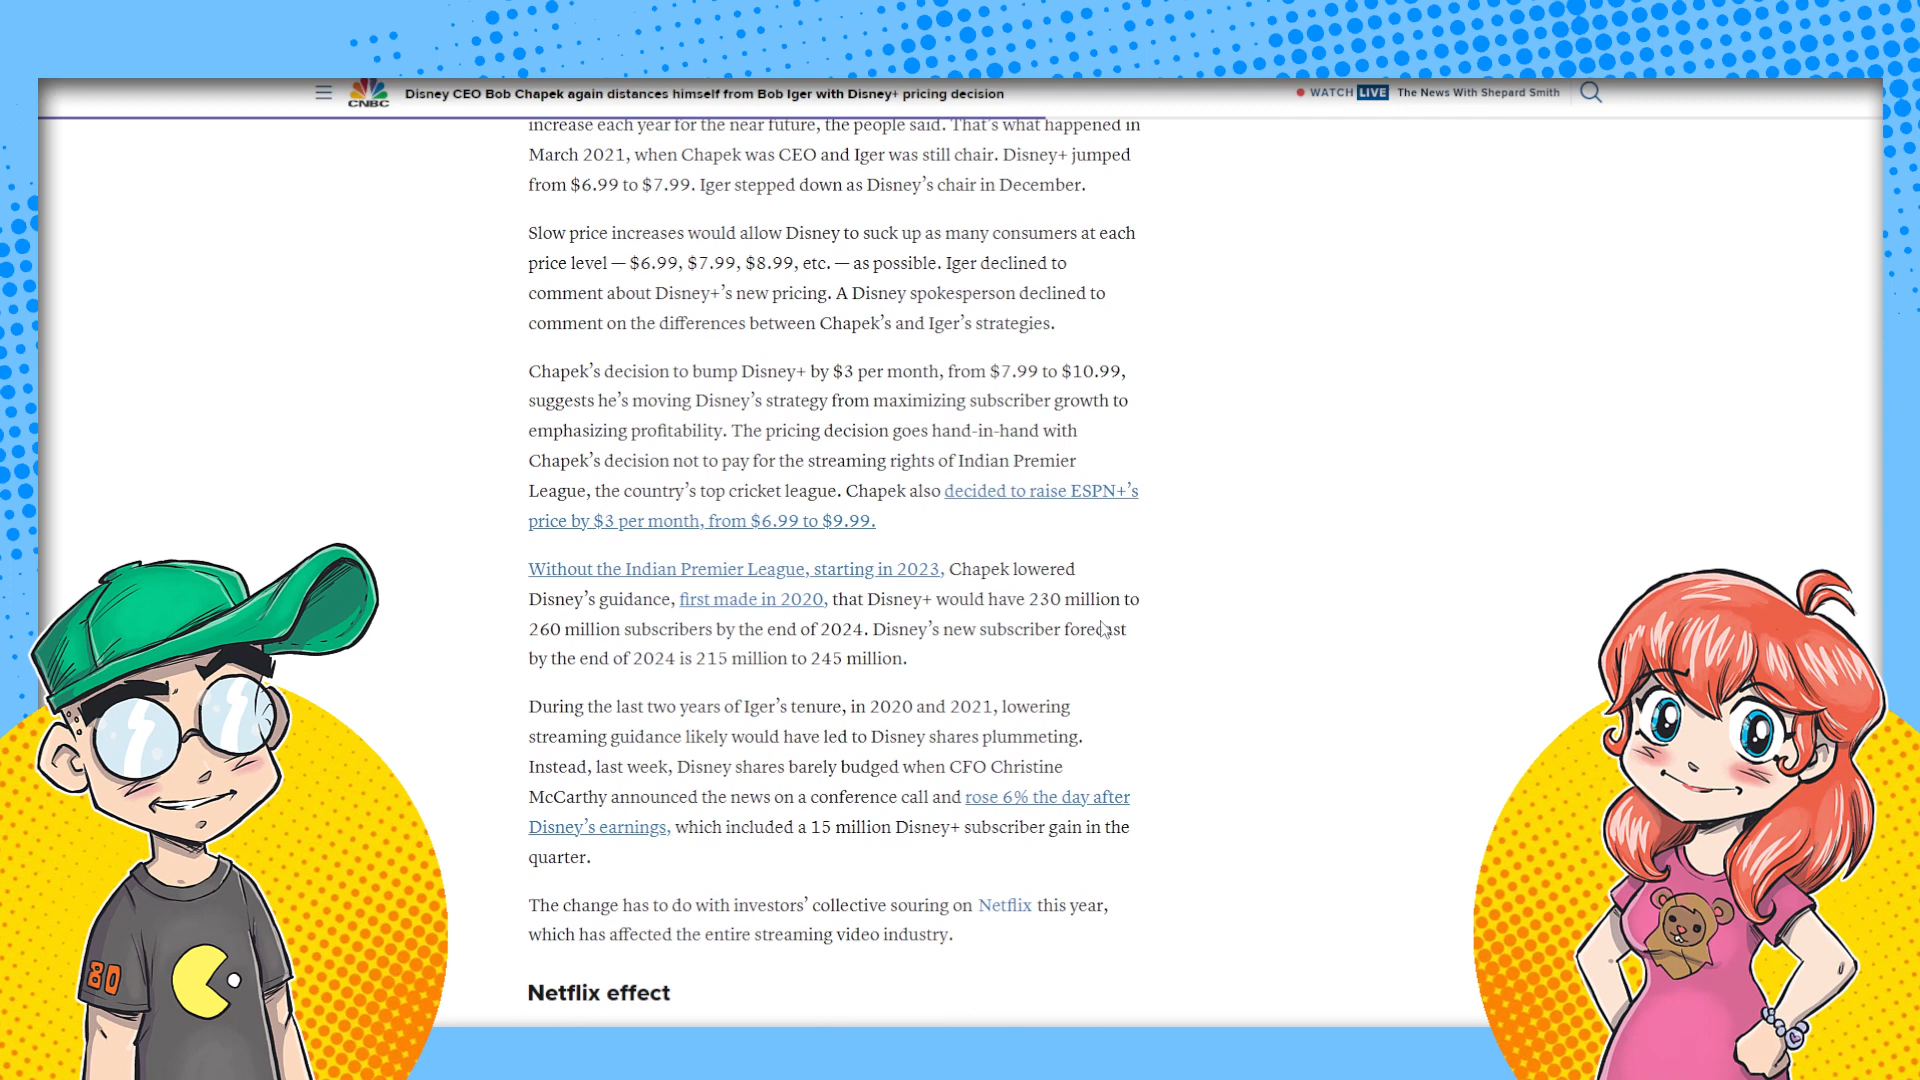 CNBC
Disney CEO Bob Chapek again distances himself from Bob Iger with Disney+ pricing decision
WATCH LIVE The News With Shepard Smith
increase each year for the near future, the people said. That's what happened in
March 2021, when Chapek was CEO and Iger was still chair. Disney+ jumped
from $6.99 to $7.99. Iger stepped down as Disney's chair in December.
Slow price increases would allow Disney to suck up as many consumers at each
price level — $6.99, $7.99, $8.99, etc. — as possible. Iger declined to
comment about Disney+'s new pricing. A Disney spokesperson declined to
comment on the differences between Chapek's and Iger's strategies.
Chapek's decision to bump Disney+ by $3 per month, from $7.99 to $10.99,
suggests he's moving Disney's strategy from maximizing subscriber growth to
emphasizing profitability. The pricing decision goes hand-in-hand with
Chapek's decision not to pay for the streaming rights of Indian Premier
League, the country's top cricket league. Chapek also decided to raise ESPN+'s
price by $3 per month, from $6.99 to $9.99.
Without the Indian Premier League, starting in 2023, Chapek lowered
Disney's guidance, first made in 2020, that Disney+ would have 230 million to
260 million subscribers by the end of 2024. Disney's new subscriber forecast
by the end of 2024 is 215 million to 245 million.
During the last two years of Iger's tenure, in 2020 and 2021, lowering
streaming guidance likely would have led to Disney shares plummeting.
Instead, last week, Disney shares barely budged when CFO Christine
McCarthy announced the news on a conference call and rose 6% the day after
Disney's earnings, which included a 15 million Disney+ subscriber gain in the
quarter.
The change has to do with investors' collective souring on Netflix this year,
which has affected the entire streaming video industry.
Netflix effect
80